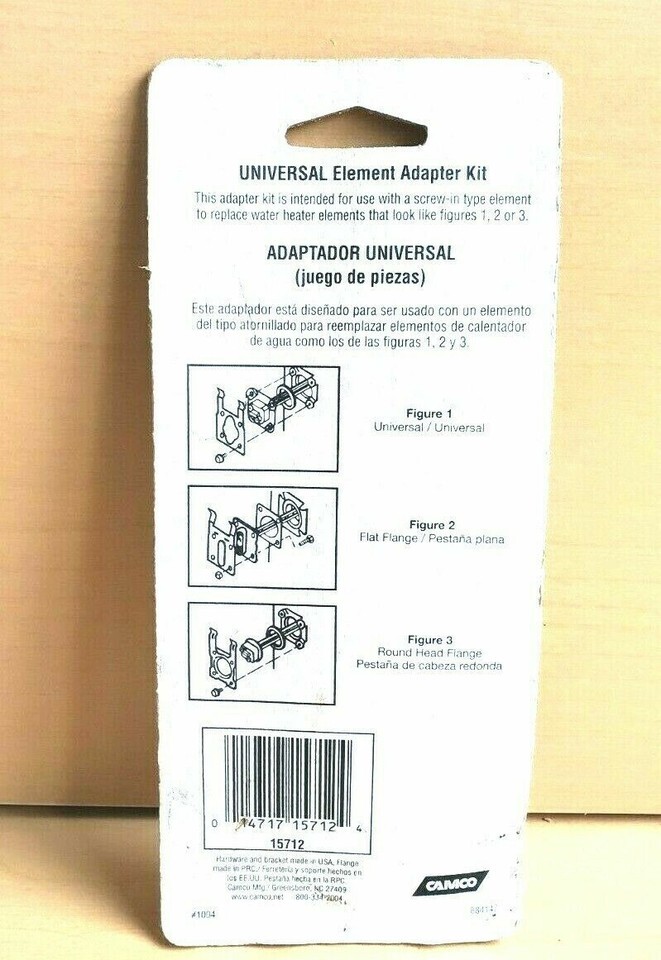 UNIVERSAL Element Adapter Kit
This adapter kit is intended for use with a screw-in type element
to replace water heater elements that look like figures 1, 2 or 3.
ADAPTADOR UNIVERSAL
(juego de piezas)
Este adaptador está diseñado para ser usado con un elemento
del tipo atornillado para reemplazar elementos de calentador
de agua como los de las figuras 1, 2 y 3.
Figure 1
Universal / Universal
Figure 2
Flat Flange / Pestaña plana
Figure 3
Round Head Flange
Pestaña de cabeza redonda
0 14717 15712 4
15712
Hardware and bracket made in USA, Flange
made in PRC./ Ferretería y soporte hechos en
los EE.UU. Pestaña hecha en la RPC.
Camco Mfg./ Greensboro, NC 27409
www.camco.net 800-334-2004
CAMCO
#1004